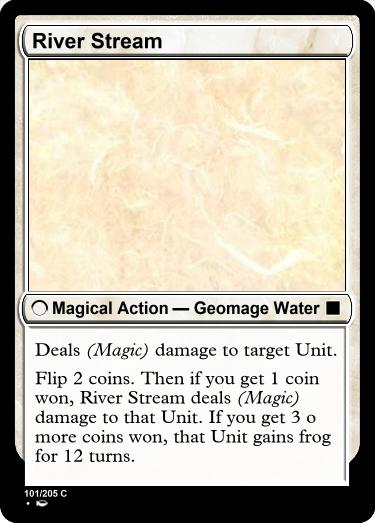 River Stream
Magical Action — Geomage Water
Deals (Magic) damage to target Unit.
Flip 2 coins. Then if you get 1 coin
won, River Stream deals (Magic)
damage to that Unit. If you get 3 o
more coins won, that Unit gains frog
for 12 turns.
101/205 C